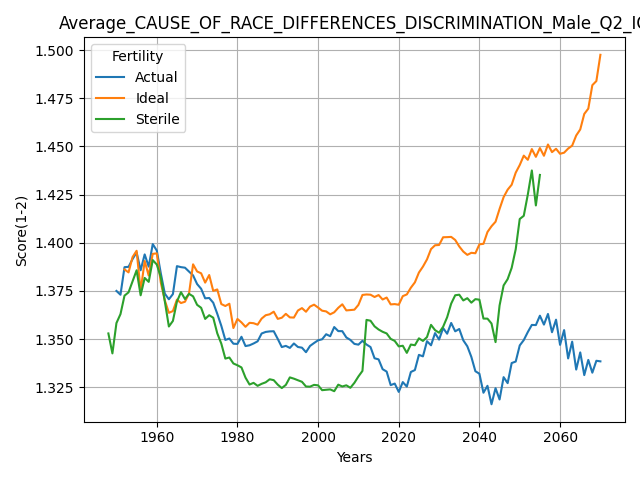 Average_CAUSE_OF_RACE_DIFFERENCES_DISCRIMINATION_Male_Q2_IQ
Fertility
Actual
Ideal
Sterile
Score(1-2)
1.500
1.475
1.450
1.425
1.400
1.375
1.350
1.325
1960 1980 2000 2020 2040 2060
Years